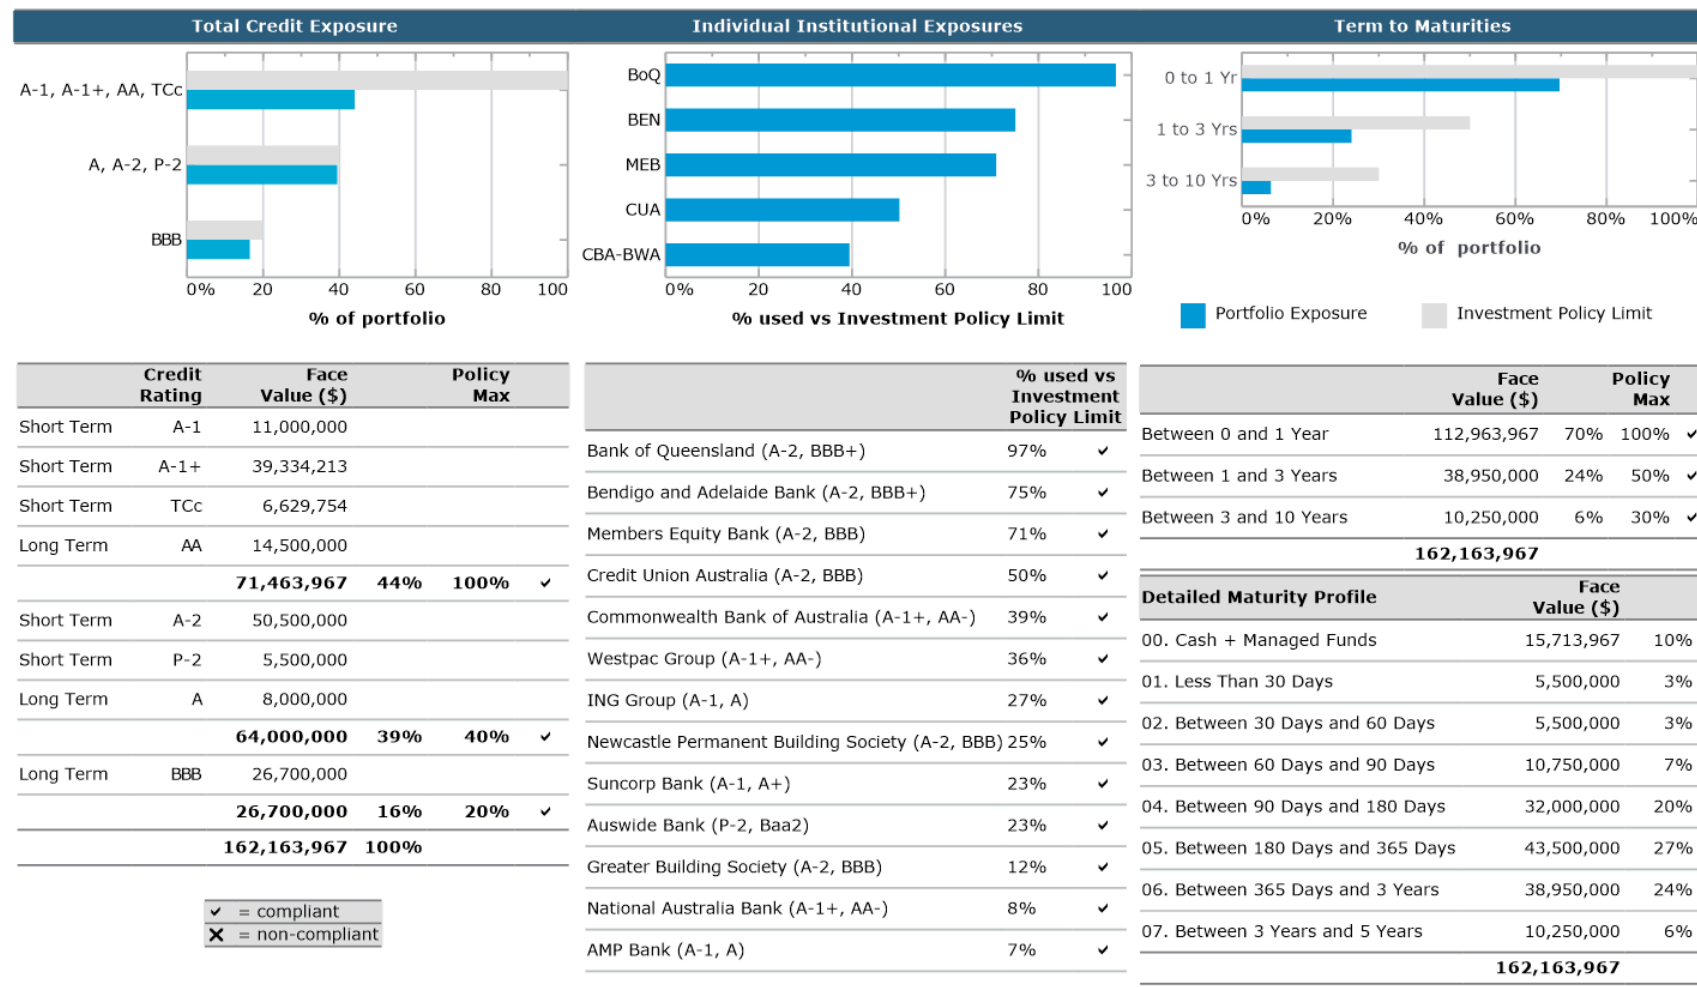 Total Credit Exposure
A-1, A-1+, AA, TCc
A, A-2, P-2
BBB
0% 20 40 60 80 100
% of portfolio
Credit Rating Face Value ($) Policy Max
Short Term A-1 11,000,000
Short Term A-1+ 39,334,213
Short Term TCc 6,629,754
Long Term AA 14,500,000
71,463,967 44% 100% ✔
Short Term A-2 50,500,000
Short Term P-2 5,500,000
Long Term A 8,000,000
64,000,000 39% 40% ✔
Long Term BBB 26,700,000
26,700,000 16% 20% ✔
162,163,967 100%
✔ = compliant
✘ = non-compliant
Individual Institutional Exposures
BoQ
BEN
MEB
CUA
CBA-BWA
0% 20 40 60 80 100
% used vs Investment Policy Limit
% used vs
Investment
Policy Limit
Bank of Queensland (A-2, BBB+) 97% ✔
Bendigo and Adelaide Bank (A-2, BBB+) 75% ✔
Members Equity Bank (A-2, BBB) 71% ✔
Credit Union Australia (A-2, BBB) 50% ✔
Commonwealth Bank of Australia (A-1+, AA-) 39% ✔
Westpac Group (A-1+, AA-) 36% ✔
ING Group (A-1, A) 27% ✔
Newcastle Permanent Building Society (A-2, BBB) 25% ✔
Suncorp Bank (A-1, A+) 23% ✔
Auswide Bank (P-2, Baa2) 23% ✔
Greater Building Society (A-2, BBB) 12% ✔
National Australia Bank (A-1+, AA-) 8% ✔
AMP Bank (A-1, A) 7% ✔
Term to Maturities
0 to 1 Yr
1 to 3 Yrs
3 to 10 Yrs
0% 20% 40% 60% 80% 100%
% of portfolio
Portfolio Exposure Investment Policy Limit
Face Value ($) Policy Max
Between 0 and 1 Year 112,963,967 70% 100% ✔
Between 1 and 3 Years 38,950,000 24% 50% ✔
Between 3 and 10 Years 10,250,000 6% 30% ✔
162,163,967
Detailed Maturity Profile Face Value ($)
00. Cash + Managed Funds 15,713,967 10%
01. Less Than 30 Days 5,500,000 3%
02. Between 30 Days and 60 Days 5,500,000 3%
03. Between 60 Days and 90 Days 10,750,000 7%
04. Between 90 Days and 180 Days 32,000,000 20%
05. Between 180 Days and 365 Days 43,500,000 27%
06. Between 365 Days and 3 Years 38,950,000 24%
07. Between 3 Years and 5 Years 10,250,000 6%
162,163,967